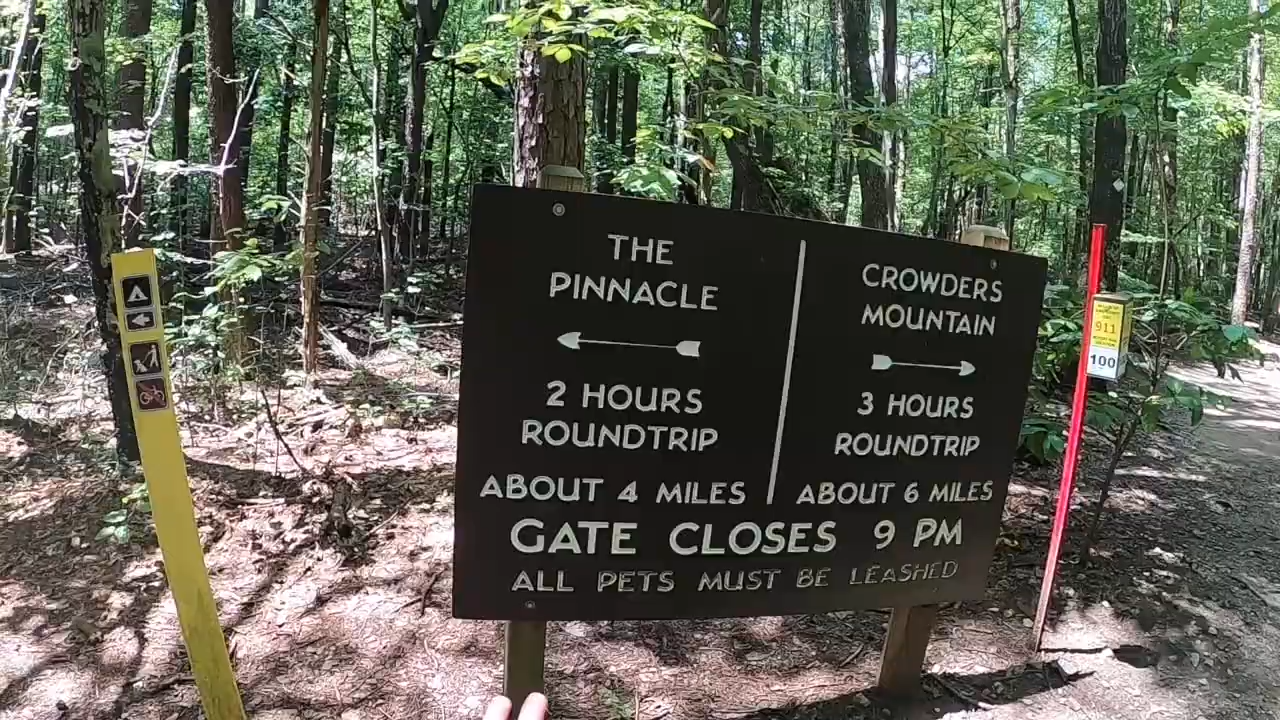 THE
PINNACLE
2 HOURS
ROUNDTRIP
ABOUT 4 MILES
CROWDERS
MOUNTAIN
3 HOURS
ROUNDTRIP
ABOUT 6 MILES
GATE CLOSES 9 PM
ALL PETS MUST BE LEASHED
911
100